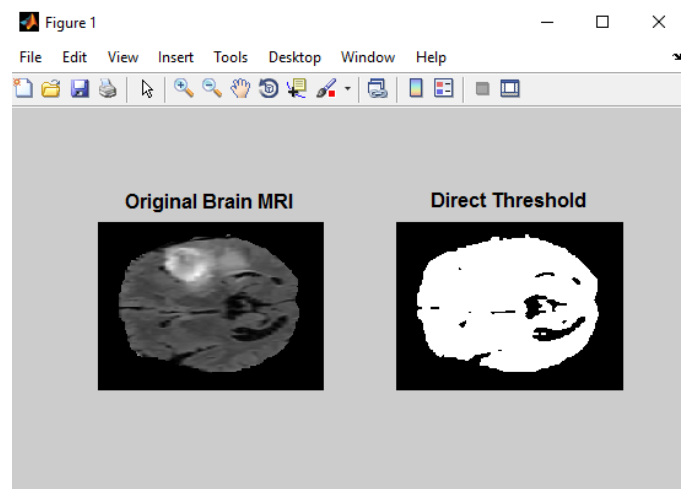 Figure 1
File Edit View Insert Tools Desktop Window Help
Original Brain MRI
Direct Threshold